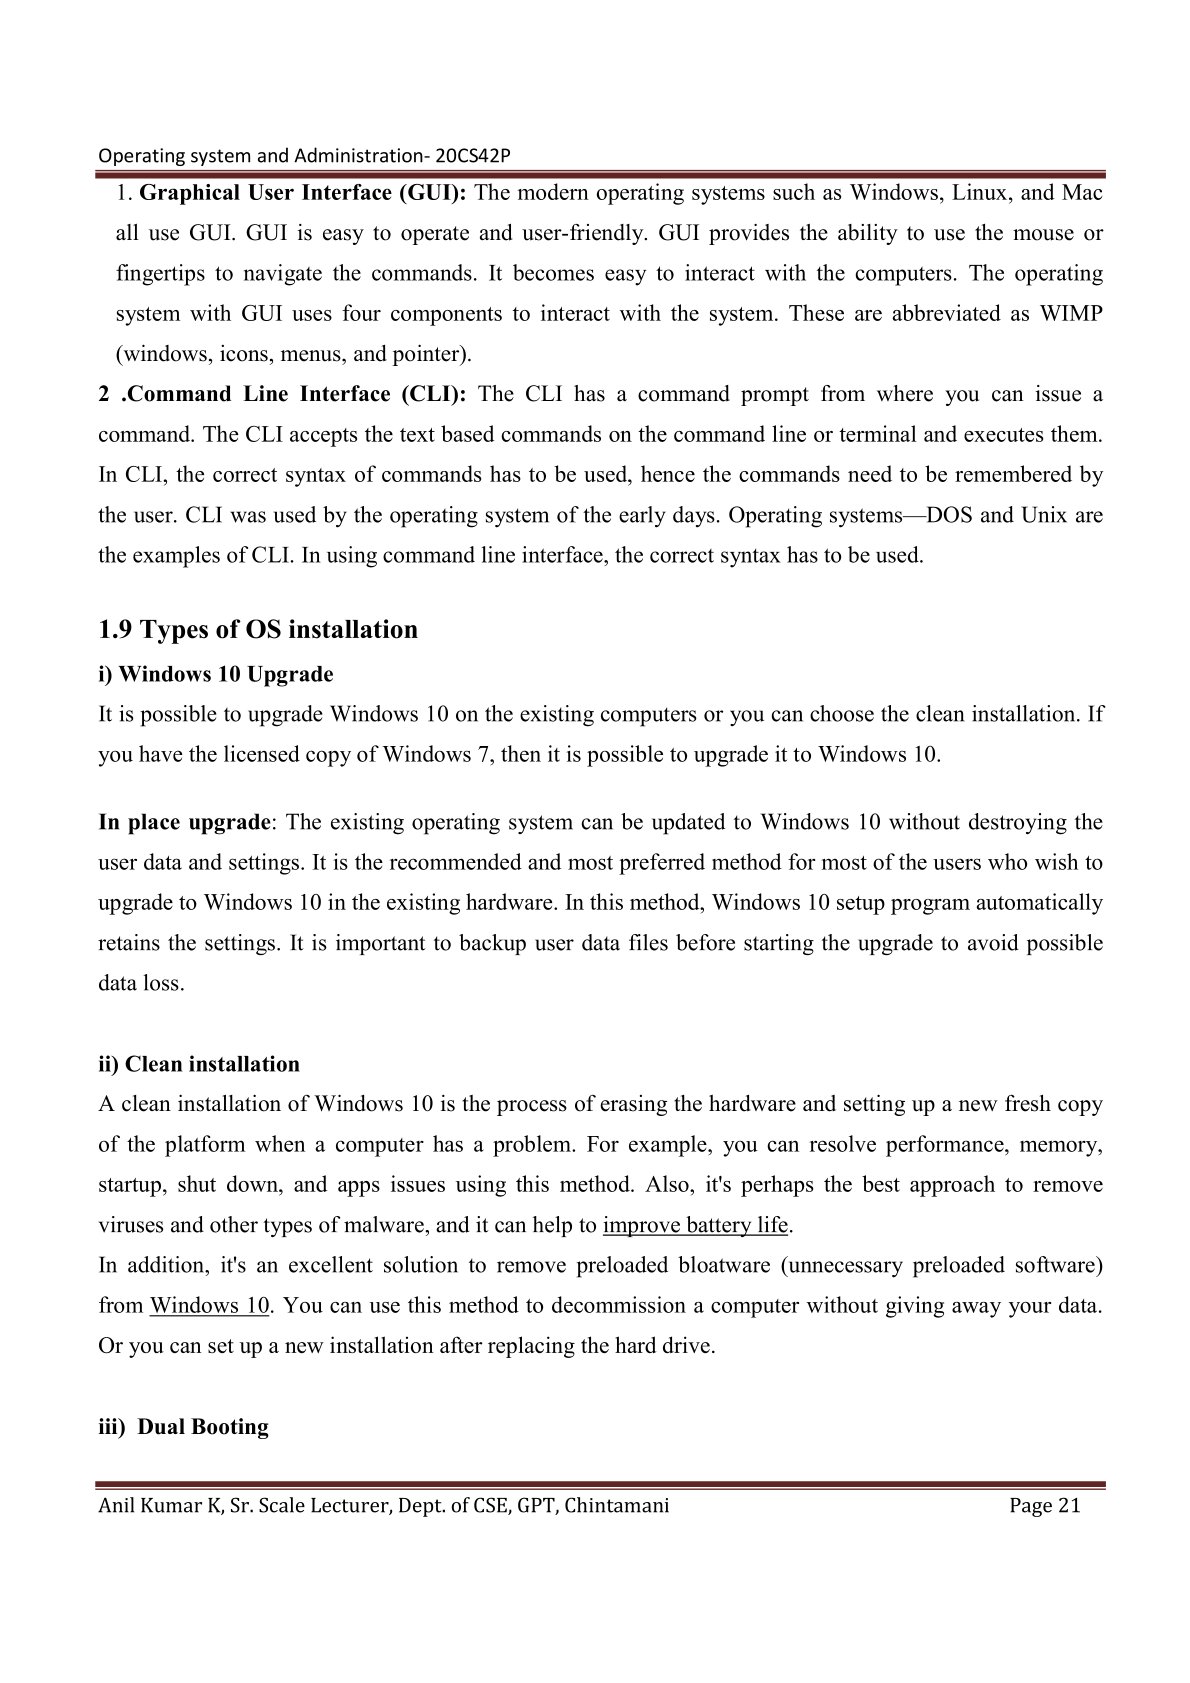 Operating system and Administration- 20CS42P
1. Graphical User Interface (GUI): The modern operating systems such as Windows, Linux, and Mac
all use GUI. GUI is easy to operate and user-friendly. GUI provides the ability to use the mouse or
fingertips to navigate the commands. It becomes easy to interact with the computers. The operating
system with GUI uses four components to interact with the system. These are abbreviated as WIMP
(windows, icons, menus, and pointer).
2 .Command Line Interface (CLI): The CLI has a command prompt from where you can issue a
command. The CLI accepts the text based commands on the command line or terminal and executes them.
In CLI, the correct syntax of commands has to be used, hence the commands need to be remembered by
the user. CLI was used by the operating system of the early days. Operating systems—DOS and Unix are
the examples of CLI. In using command line interface, the correct syntax has to be used.
1.9 Types of OS installation
i) Windows 10 Upgrade
It is possible to upgrade Windows 10 on the existing computers or you can choose the clean installation. If
you have the licensed copy of Windows 7, then it is possible to upgrade it to Windows 10.
In place upgrade: The existing operating system can be updated to Windows 10 without destroying the
user data and settings. It is the recommended and most preferred method for most of the users who wish to
upgrade to Windows 10 in the existing hardware. In this method, Windows 10 setup program automatically
retains the settings. It is important to backup user data files before starting the upgrade to avoid possible
data loss.
ii) Clean installation
A clean installation of Windows 10 is the process of erasing the hardware and setting up a new fresh copy
of the platform when a computer has a problem. For example, you can resolve performance, memory,
startup, shut down, and apps issues using this method. Also, it's perhaps the best approach to remove
viruses and other types of malware, and it can help to improve battery life.
In addition, it's an excellent solution to remove preloaded bloatware (unnecessary preloaded software)
from Windows 10. You can use this method to decommission a computer without giving away your data.
Or you can set up a new installation after replacing the hard drive.
iii)  Dual Booting
Anil Kumar K, Sr. Scale Lecturer, Dept. of CSE, GPT, Chintamani Page 21